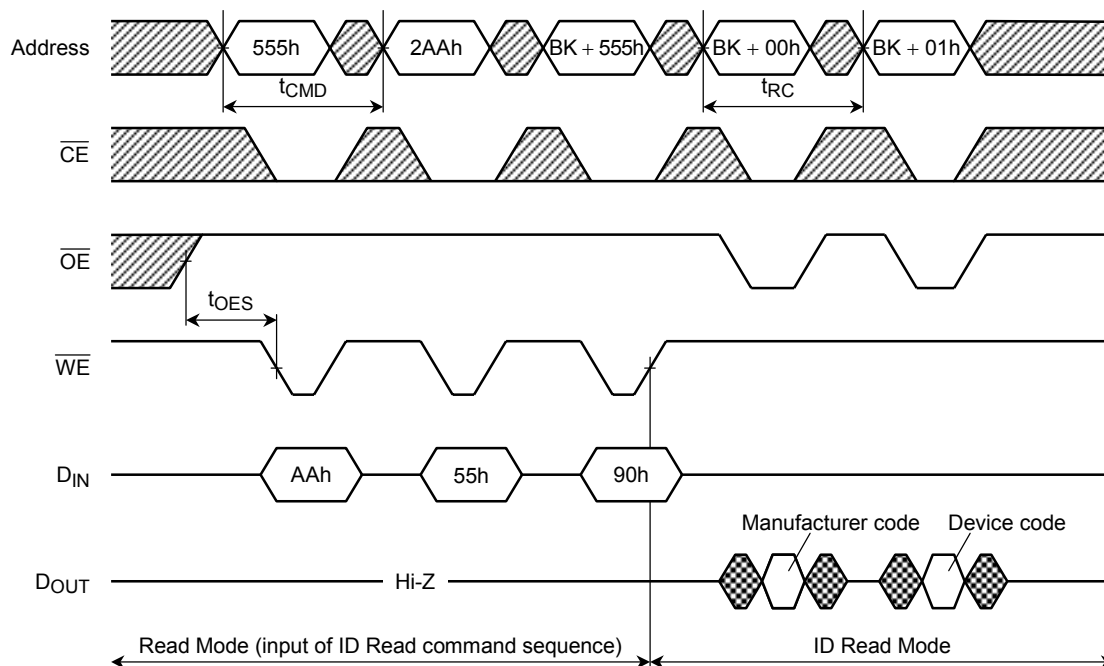 Address 555h 2AAh BK + 555h BK + 00h BK + 01h
tCMD tRC
CE
OE
tOES
WE
DIN AAh 55h 90h
Manufacturer code Device code
DOUT Hi-Z
Read Mode (input of ID Read command sequence) ID Read Mode